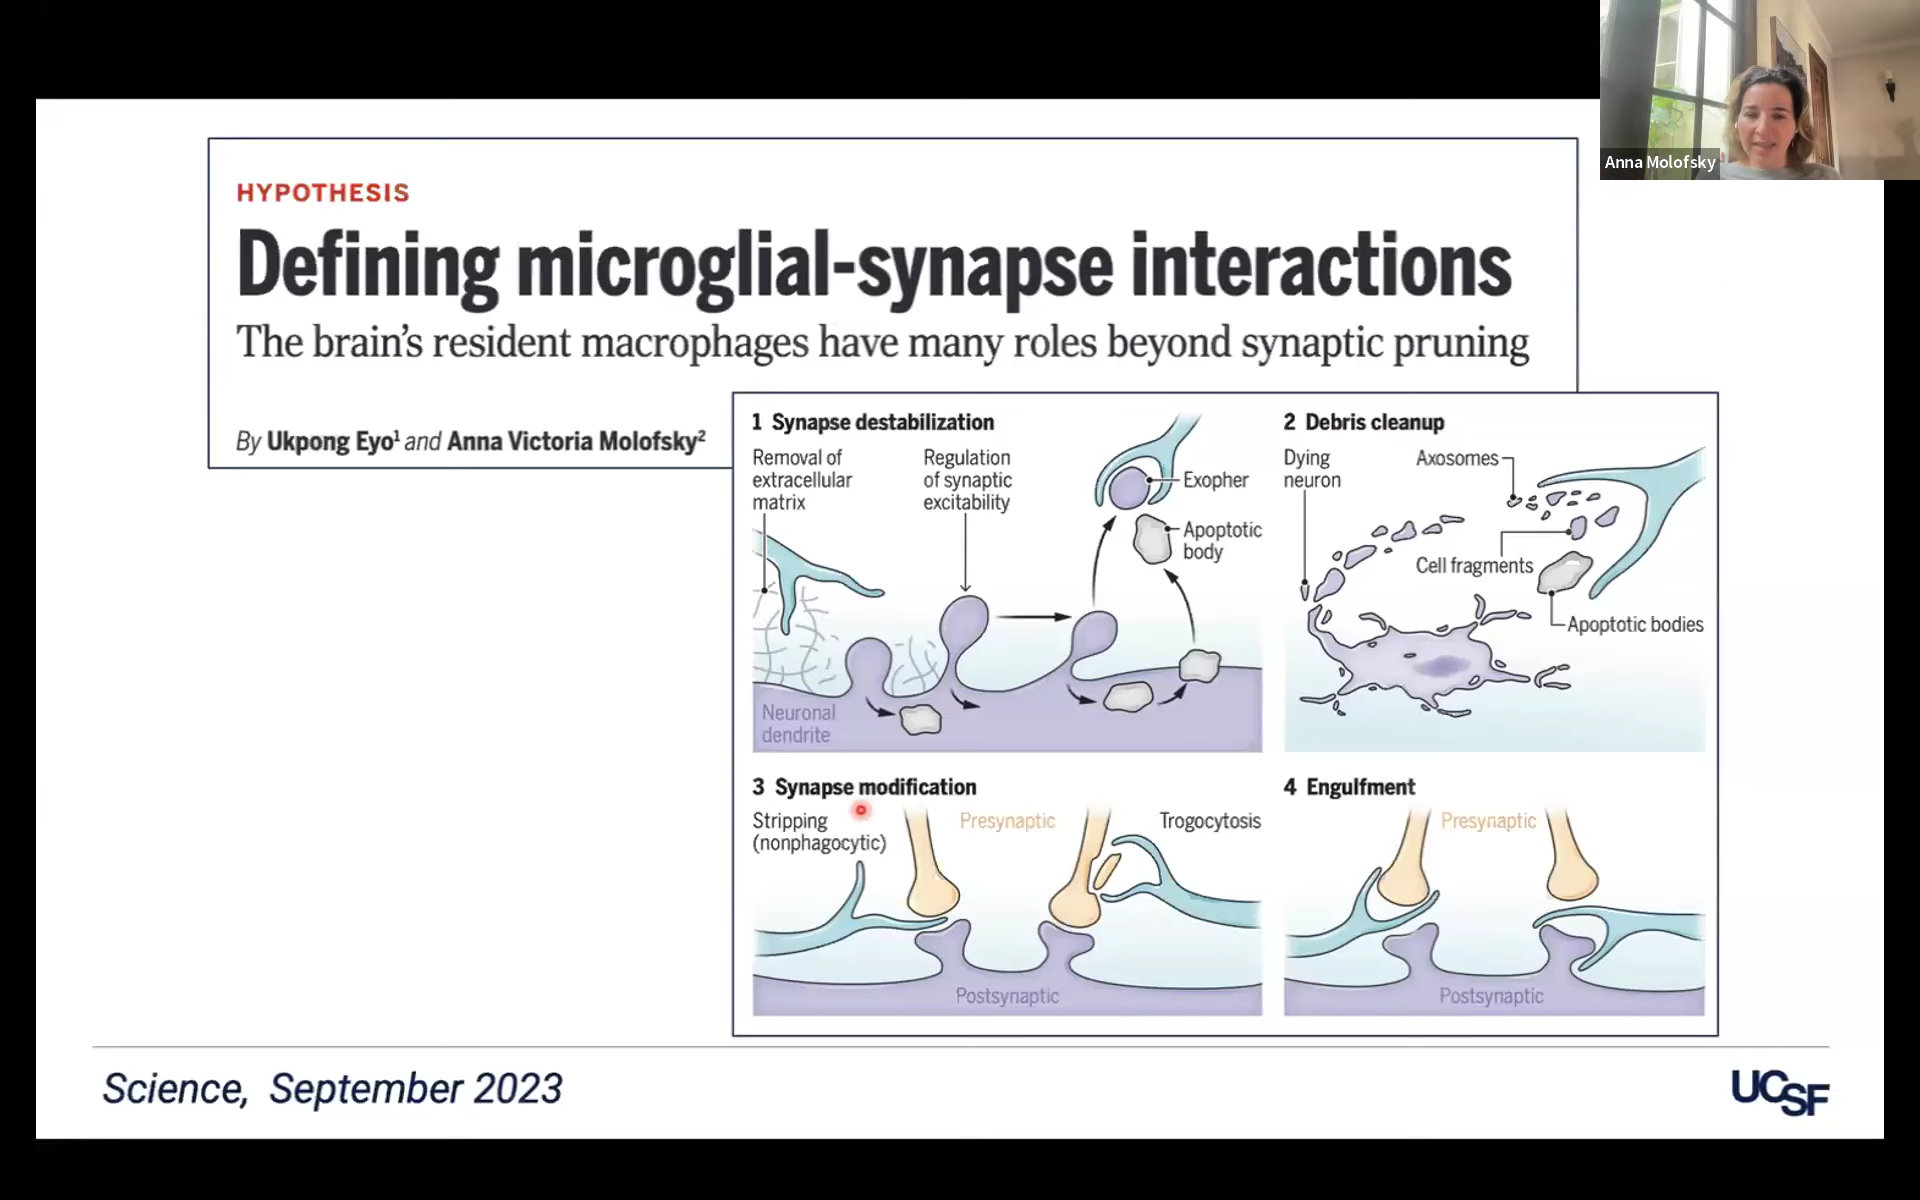 Anna Molofsky
HYPOTHESIS
Defining microglial-synapse interactions
The brain's resident macrophages have many roles beyond synaptic pruning
By Ukpong Eyo¹ and Anna Victoria Molofsky²
1 Synapse destabilization
Removal of
extracellular
matrix
Regulation
of synaptic
excitability
Exopher
Apoptotic
body
Neuronal
dendrite
2 Debris cleanup
Dying
neuron
Axosomes
Cell fragments
Apoptotic bodies
3 Synapse modification
Stripping
(nonphagocytic)
Presynaptic
Trogocytosis
Postsynaptic
4 Engulfment
Presynaptic
Postsynaptic
Science, September 2023
UCSF